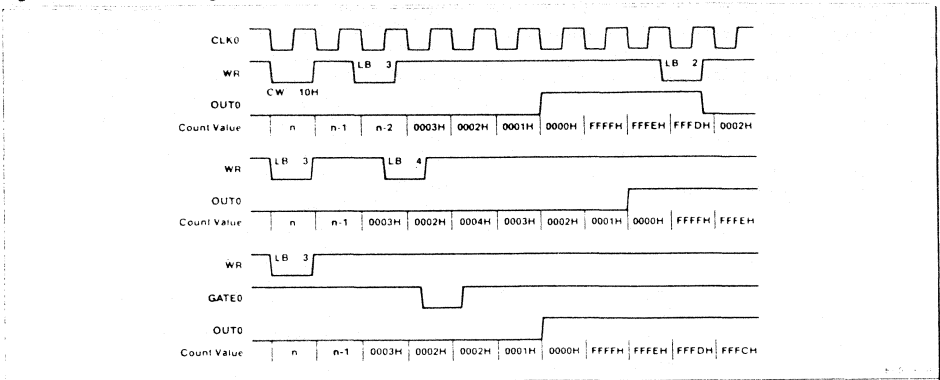 CLK0
WR
LB 3
LB 2
CW 10H
OUT0
Count Value
n n-1 n-2 0003H 0002H 0001H 0000H FFFFH FFFEH FFFDH 0002H
LB 3
LB 4
WR
OUT0
Count Value
n n-1 0003H 0002H 0004H 0003H 0002H 0001H 0000H FFFFH FFFEH
LB 3
WR
GATE0
OUT0
Count Value
n n-1 0003H 0002H 0002H 0001H 0000H FFFFH FFFEH FFFDH FFFCH